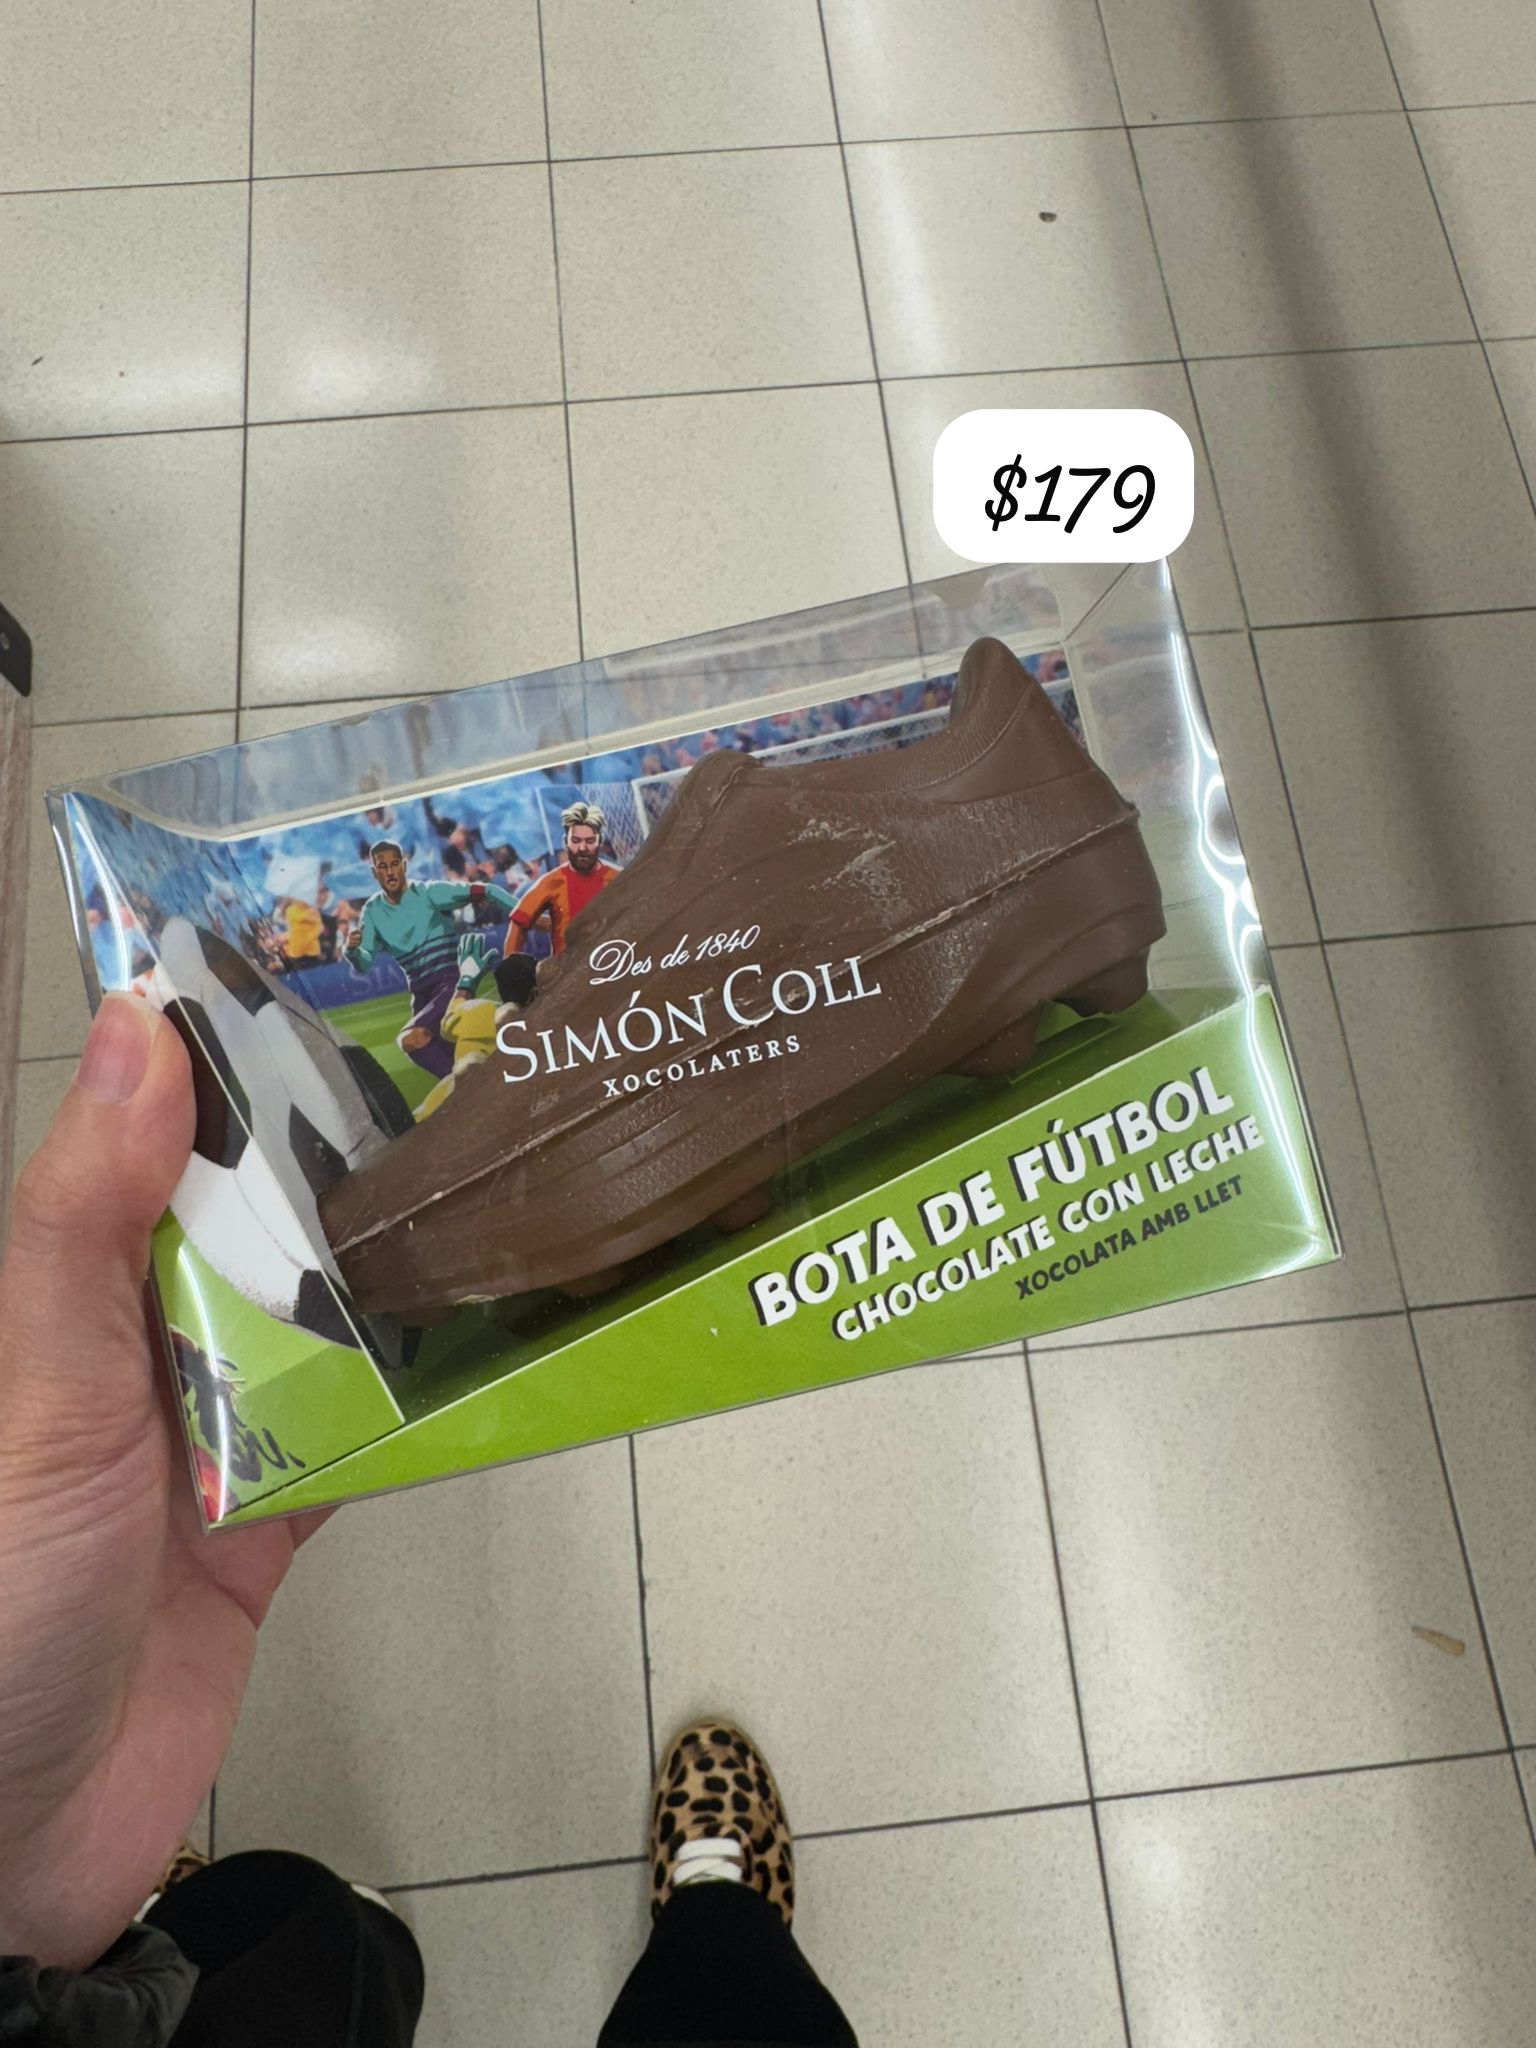 $179
Des de 1840
SIMÓN COLL
XOCOLATERS
BOTA DE FÚTBOL
CHOCOLATE CON LECHE
XOCOLATA AMB LLET